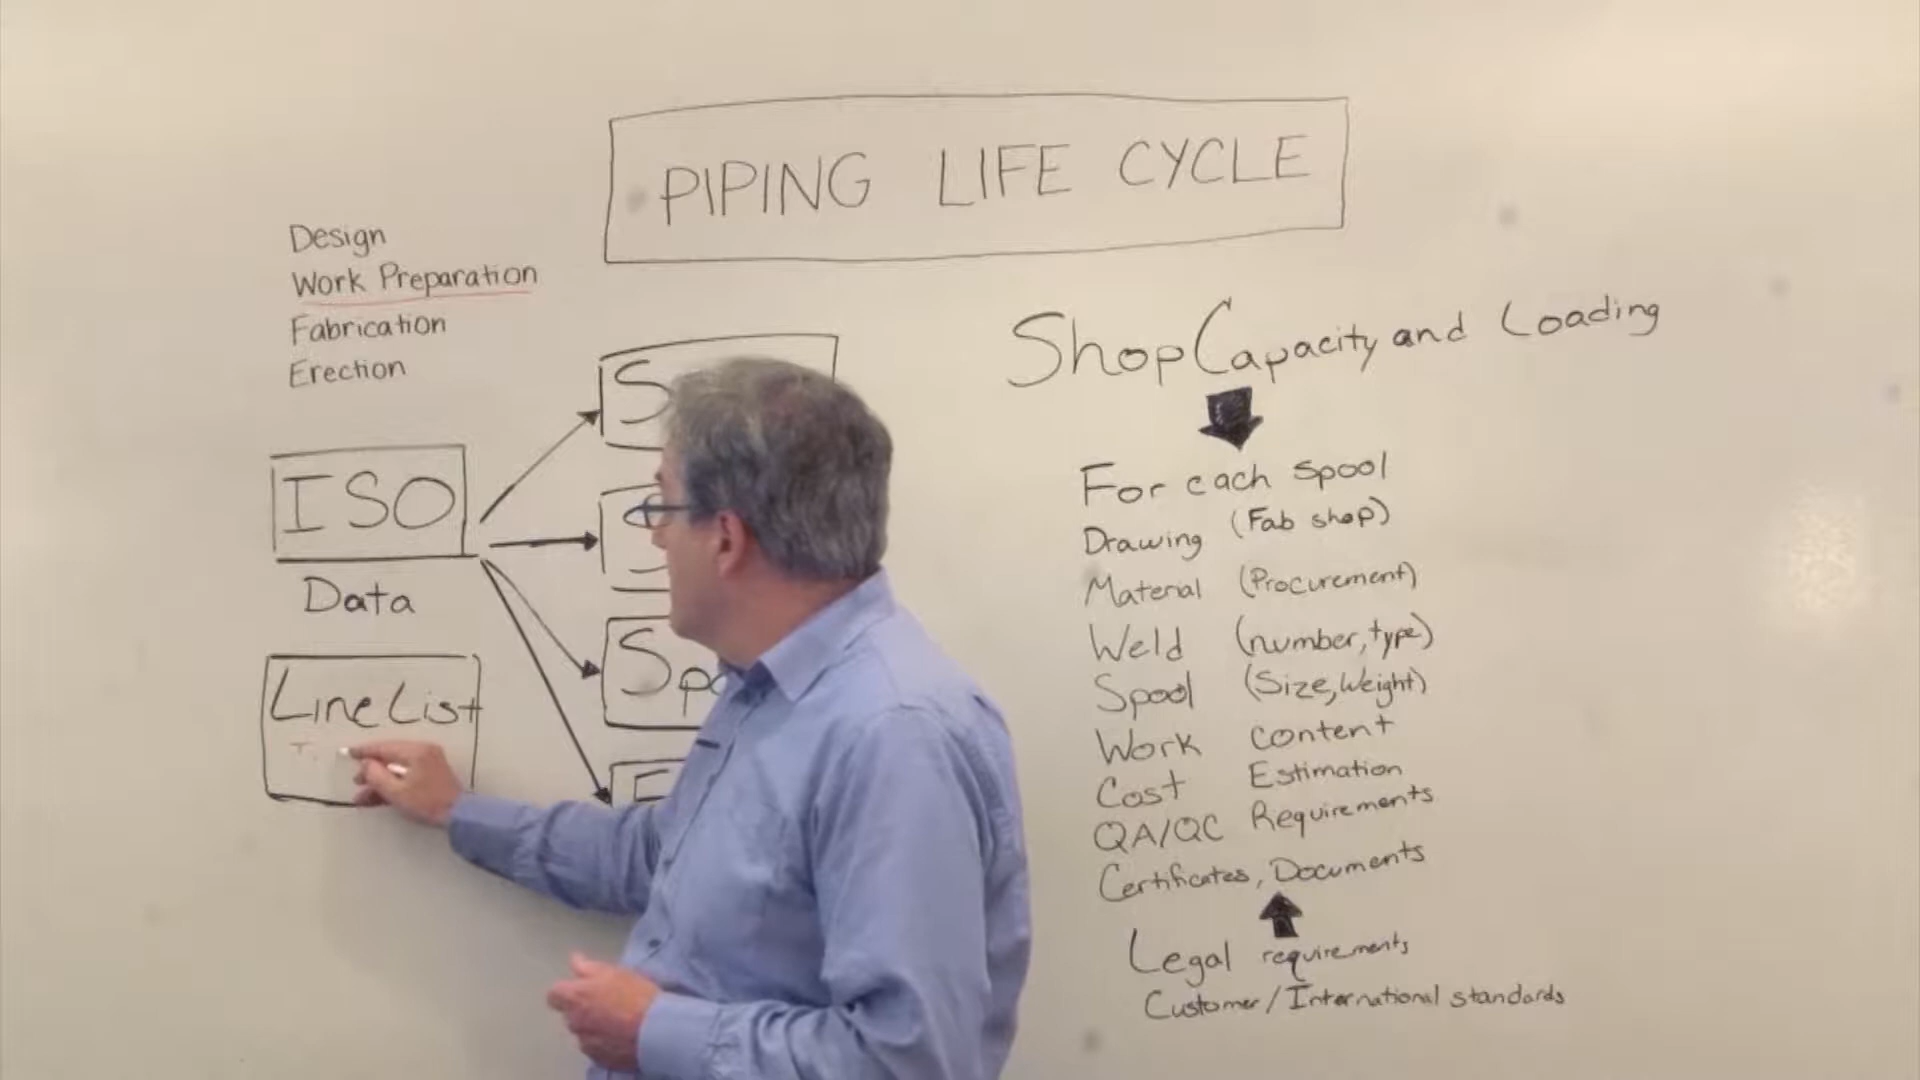 PIPING LIFE CYCLE
Design
Work Preparation
Fabrication
Erection
ISO
Data
Line List
Shop Capacity and Loading
For each spool
Drawing (Fab shop)
Material (Procurement)
Weld (number, type)
Spool (Size, Weight)
Work Content
Cost Estimation
QA/QC Requirements
Certificates, Documents
Legal requirements
Customer/International standards